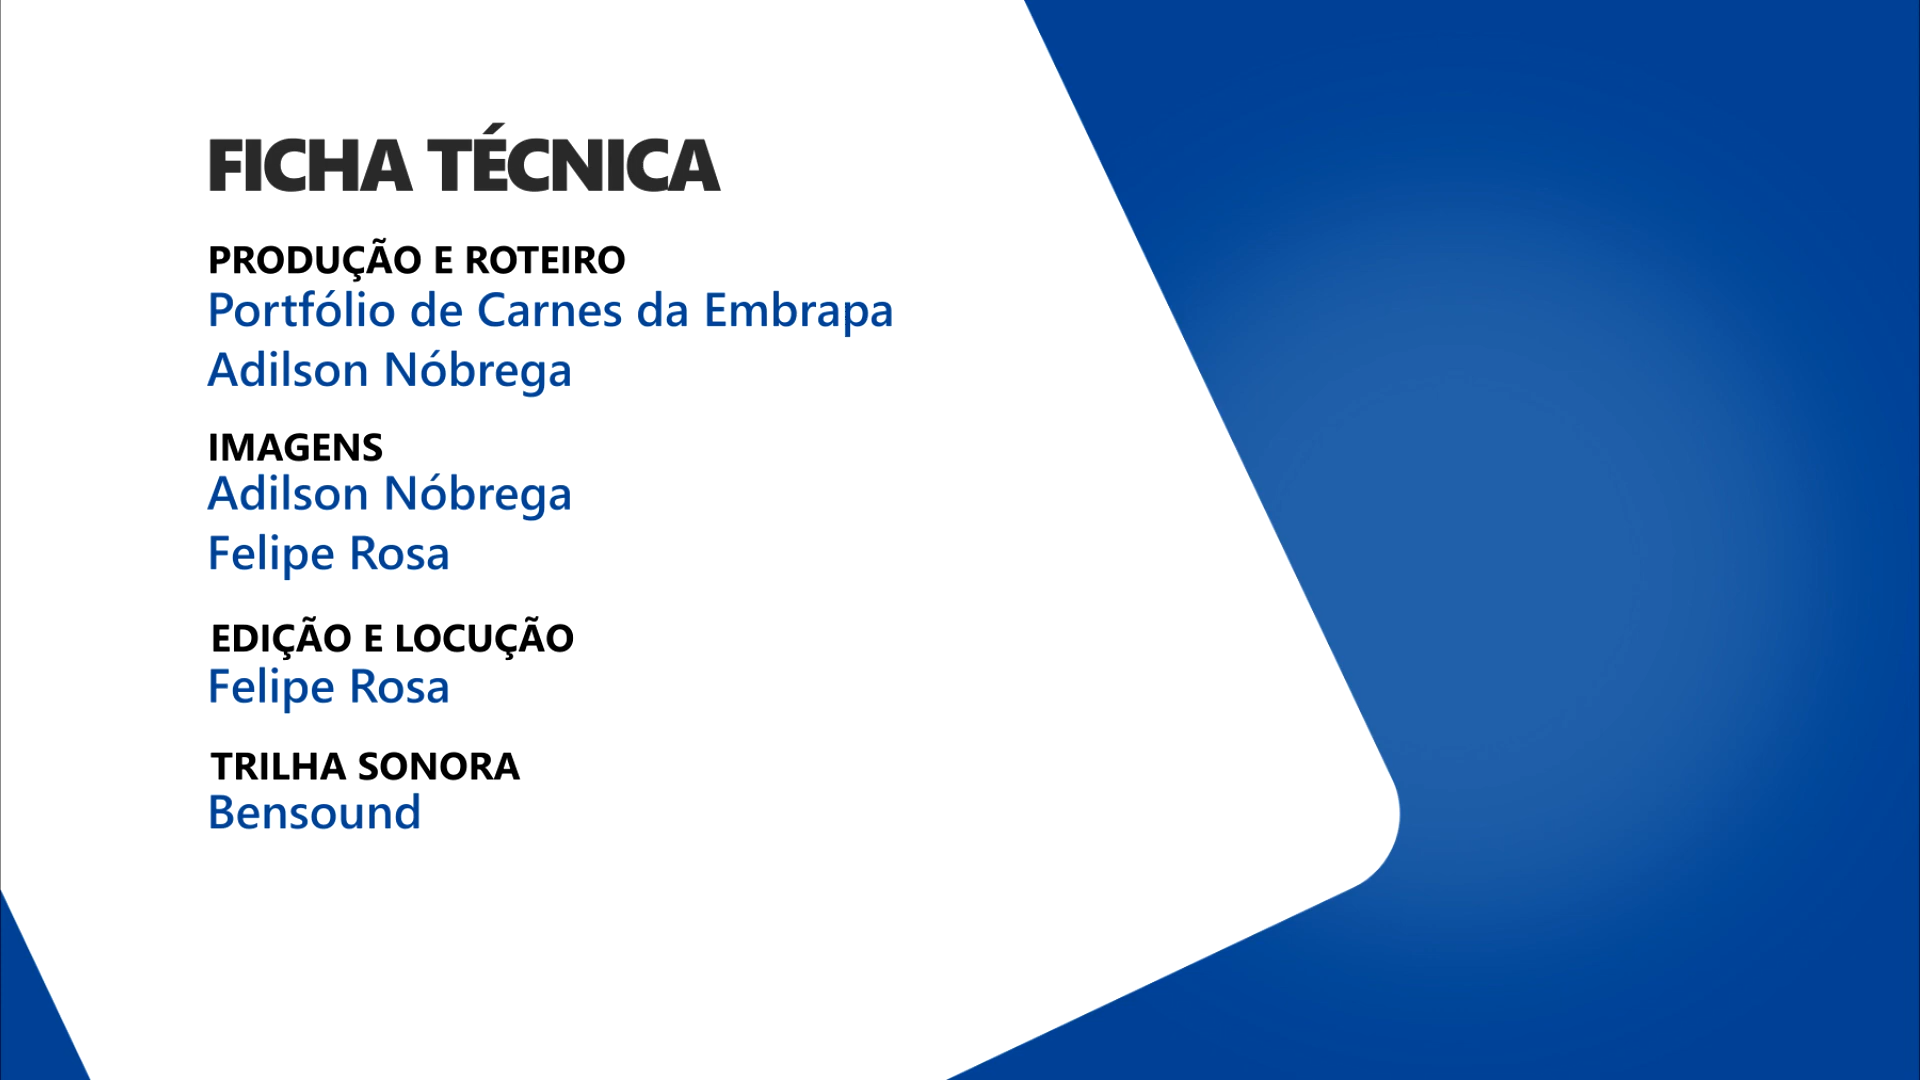 FICHA TÉCNICA
PRODUÇÃO E ROTEIRO
Portfólio de Carnes da Embrapa
Adilson Nóbrega
IMAGENS
Adilson Nóbrega
Felipe Rosa
EDIÇÃO E LOCUÇÃO
Felipe Rosa
TRILHA SONORA
Bensound